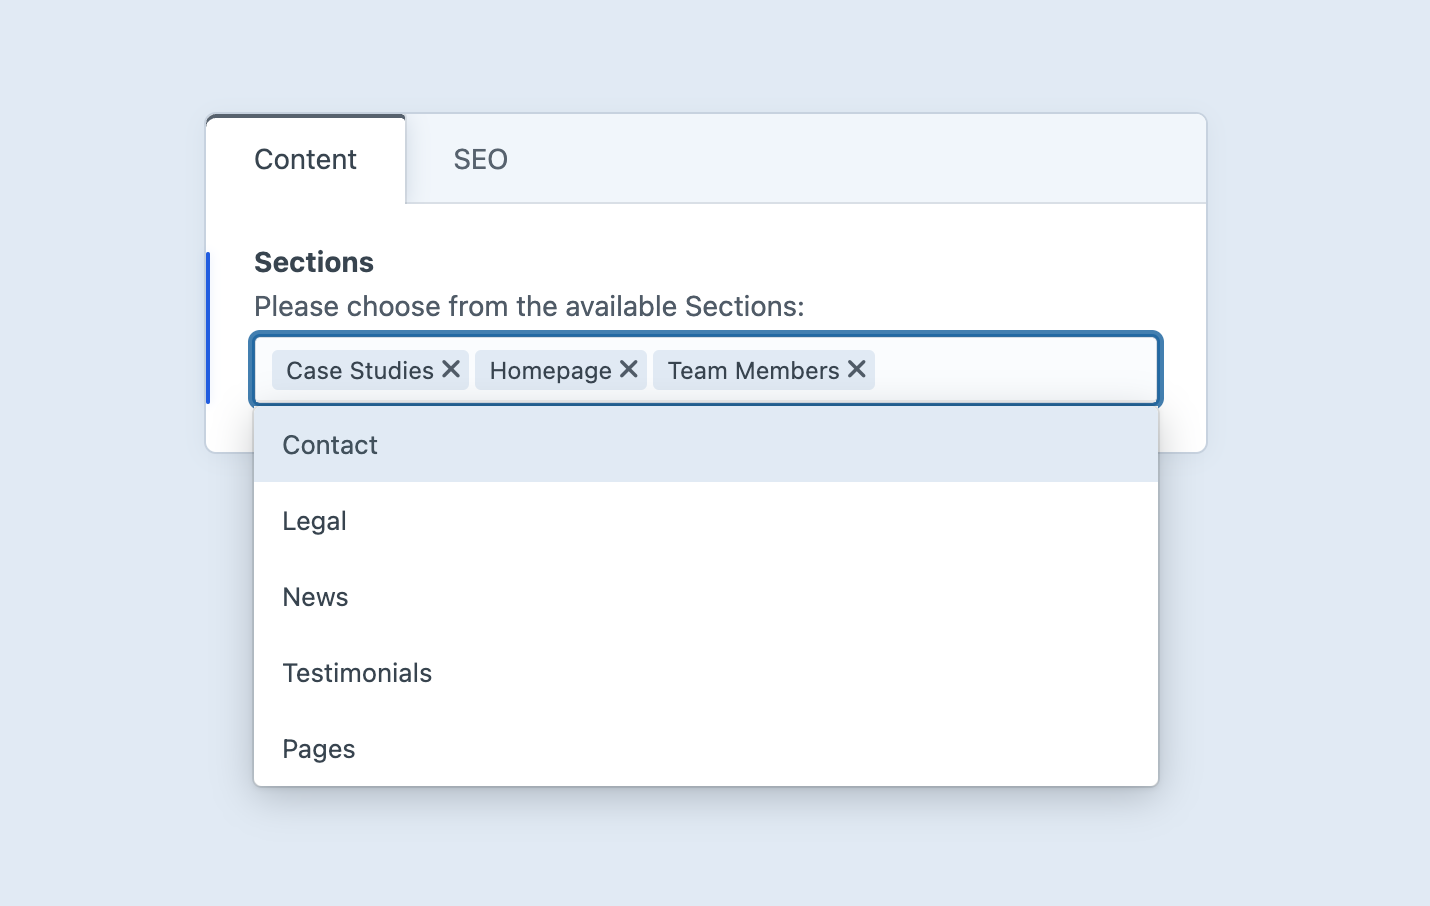 Content SEO
Sections
Please choose from the available Sections:
Case Studies Homepage Team Members
Contact
Legal
News
Testimonials
Pages